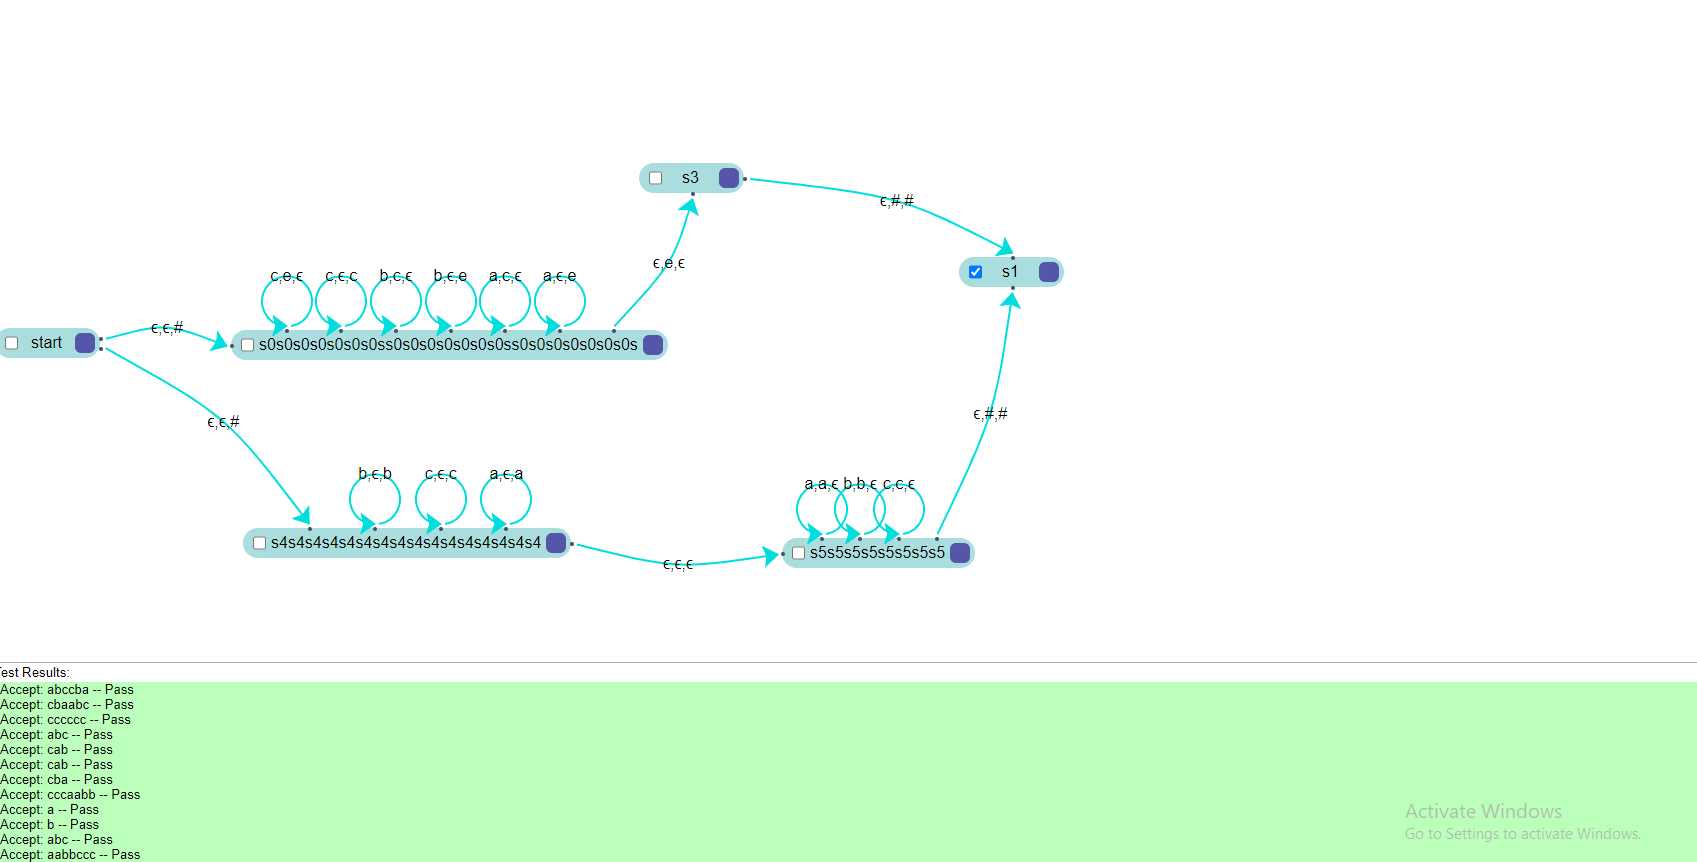 s3
ϵ,#,#
ϵ,e,ϵ
s1
c,e,ϵ c,ϵ,c b,c,ϵ b,ϵ,e a,c,ϵ a,ϵ,e
ϵ,ϵ,#
start
s0s0s0s0s0s0s0ss0s0s0s0s0s0s0ss0s0s0s0s0s0s0s
ϵ,ϵ,#
ϵ,#,#
b,ϵ,b c,ϵ,c a,ϵ,a
a,a,ϵ b,b,ϵ c,c,ϵ
s4s4s4s4s4s4s4s4s4s4s4s4s4s4s4s4
s5s5s5s5s5s5s5s5
ϵ,ϵ,ϵ
est Results:
Accept: abccba -- Pass
Accept: cbaabc -- Pass
Accept: cccccc -- Pass
Accept: abc -- Pass
Accept: cab -- Pass
Accept: cab -- Pass
Accept: cba -- Pass
Accept: cccaabb -- Pass
Accept: a -- Pass
Accept: b -- Pass
Accept: abc -- Pass
Accept: aabbccc -- Pass
Activate Windows
Go to Settings to activate Windows.